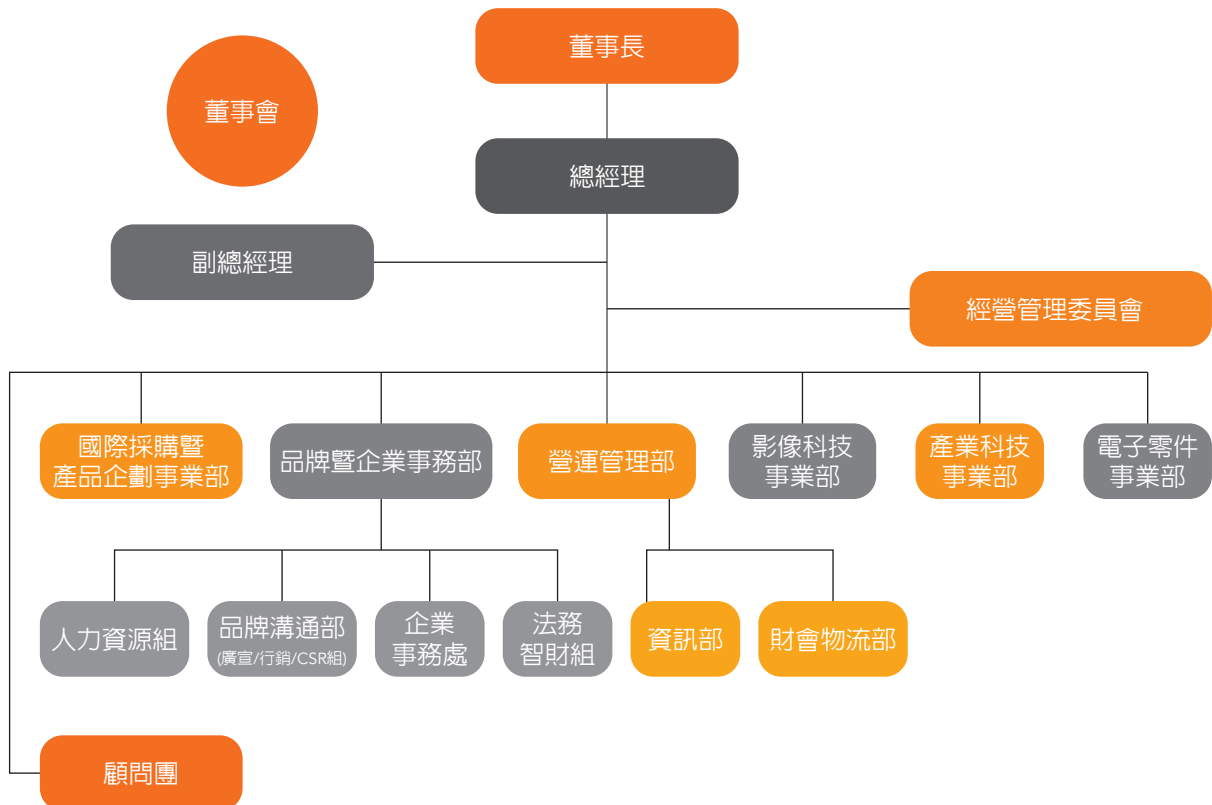 董事長
董事會
總經理
副總經理
經營管理委員會
國際採購暨
產品企劃事業部
品牌暨企業事務部
營運管理部
影像科技
事業部
產業科技
事業部
電子零件
事業部
人力資源組
品牌溝通部
(廣宣/行銷/CSR組)
企業
事務處
法務
智財組
資訊部
財會物流部
顧問團